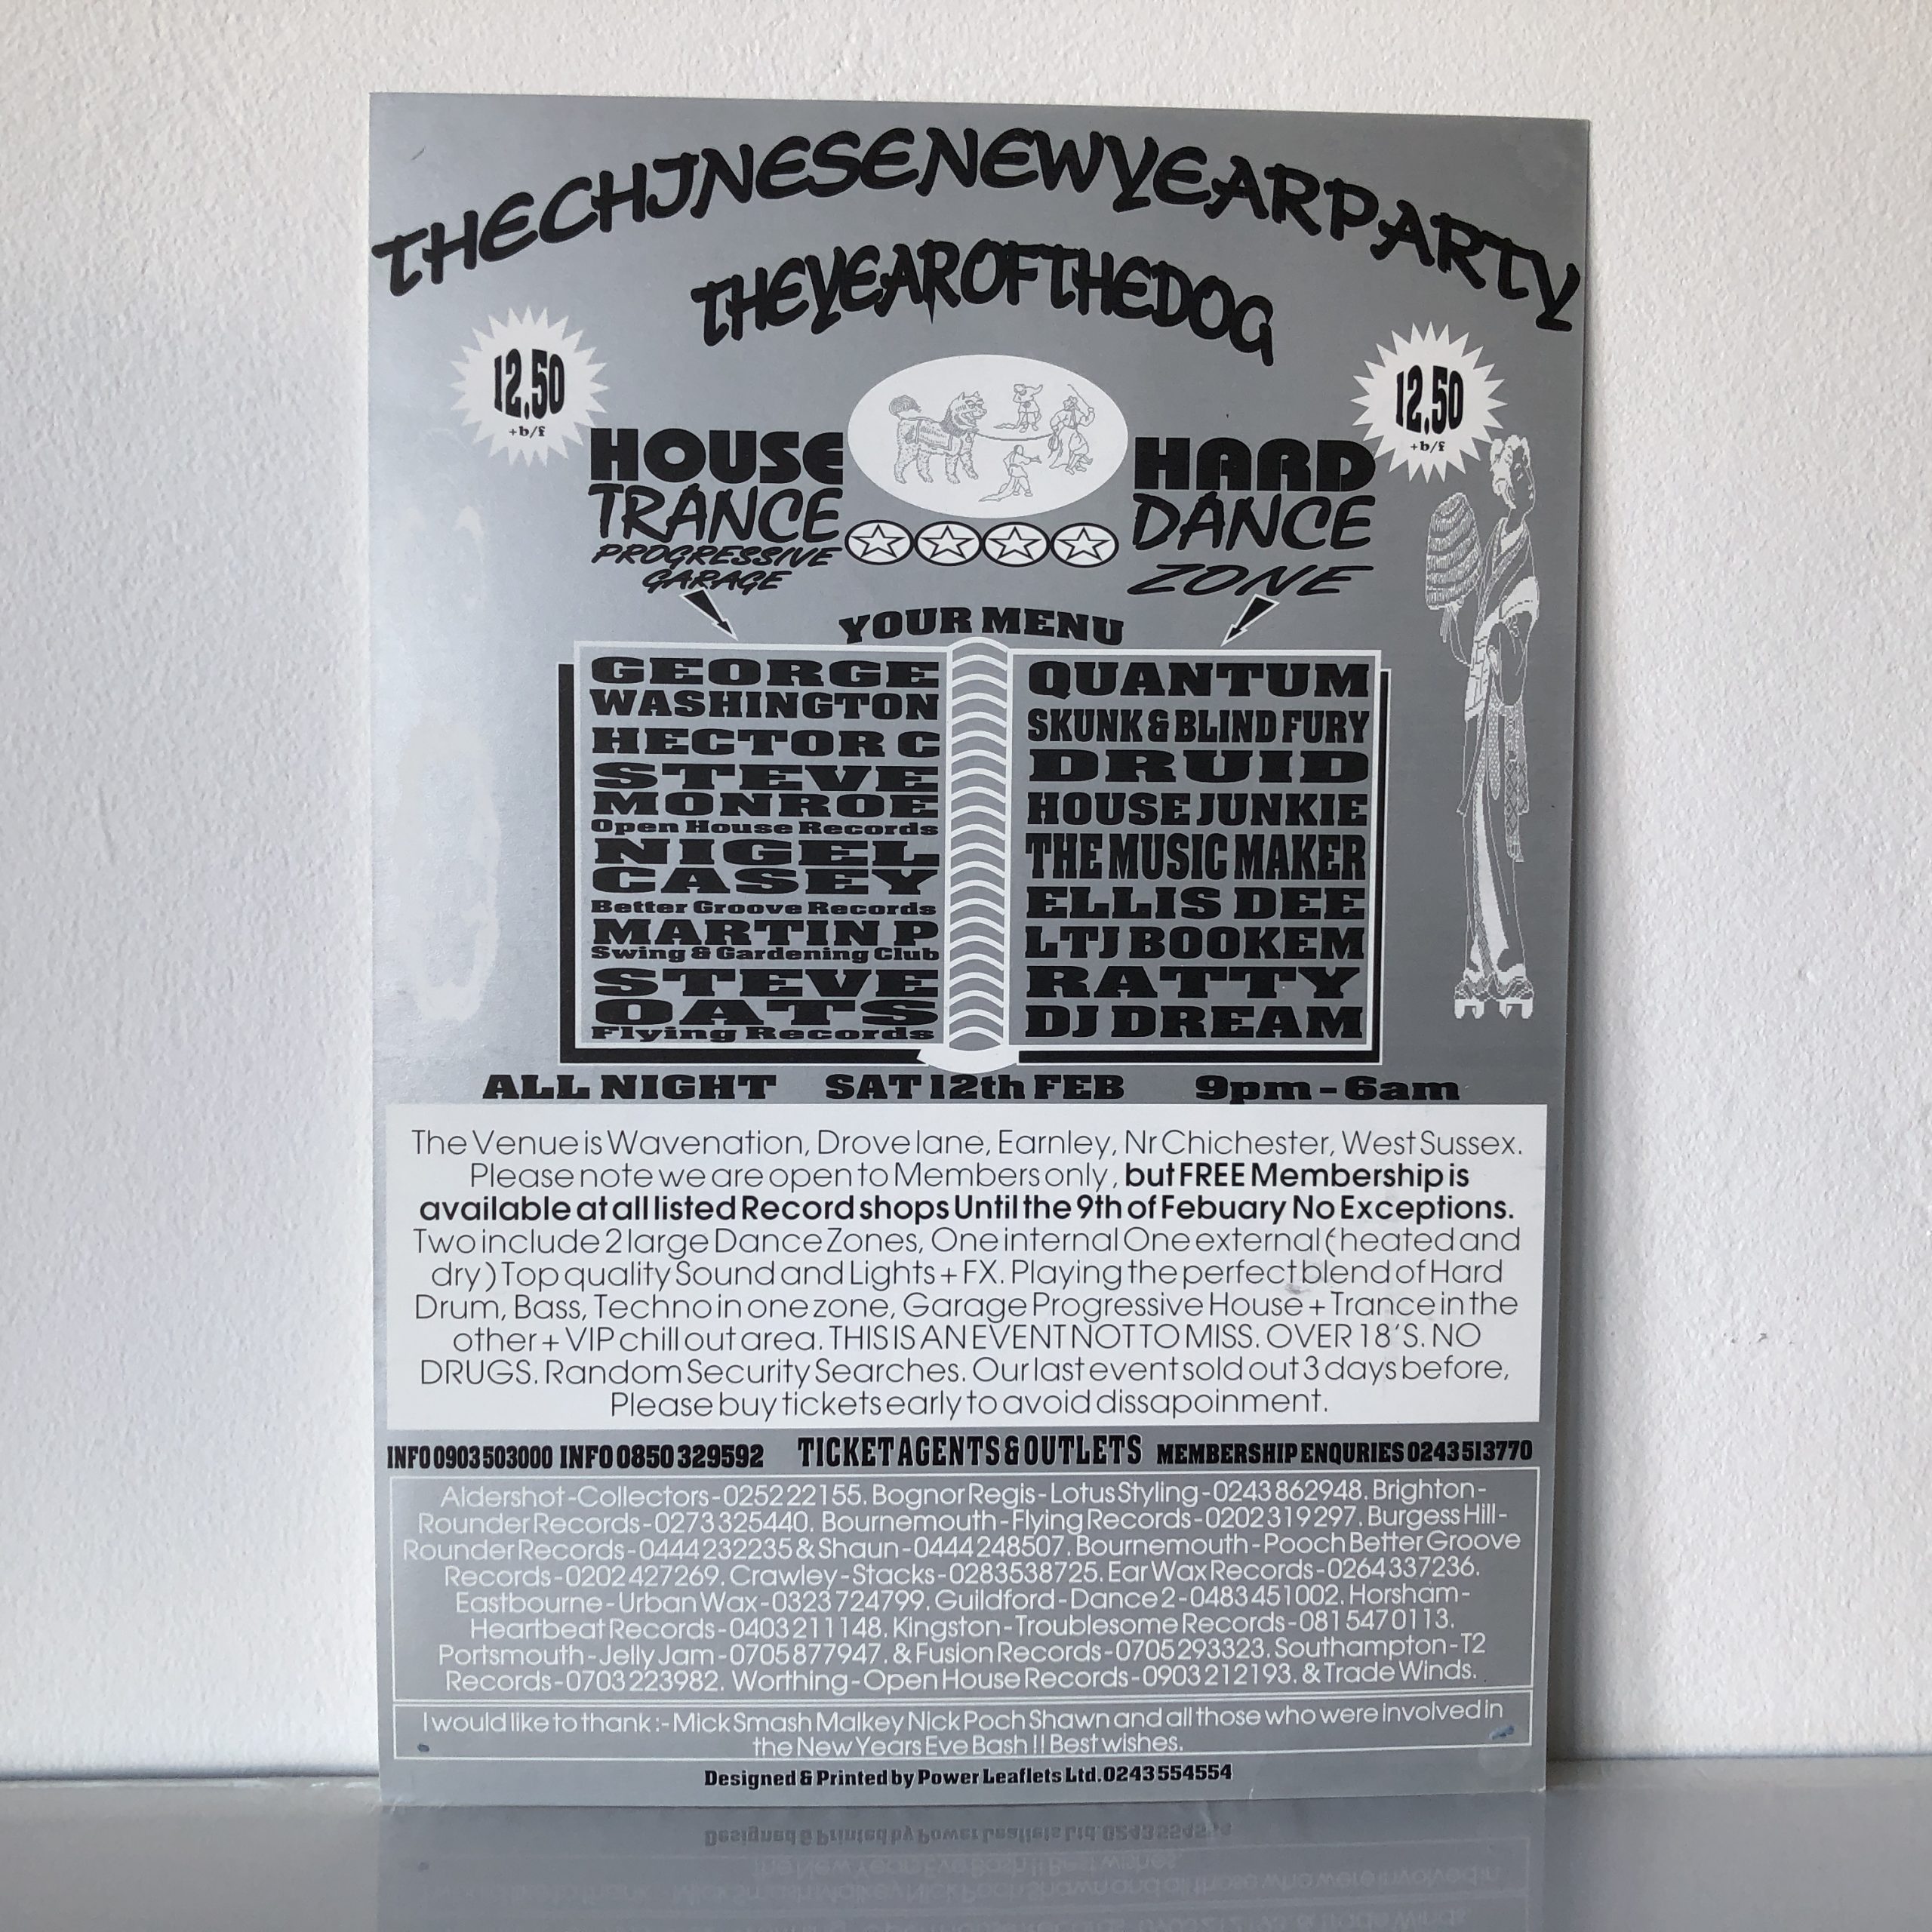 THE CHINESE NEW YEAR PARTY
THE YEAR OF THE DOG
12.50
+b/f
12.50
+b/f
HOUSE
TRANCE
PROGRESSIVE
GARAGE
HARD
DANCE
ZONE
YOUR MENU
GEORGE
WASHINGTON
HECTOR C
STEVE
MONROE
Open House Records
NIGEL
CASEY
Better Groove Records
MARTIN P
Swing & Gardening Club
STEVE
OATS
Flying Records
QUANTUM
SKUNK & BLIND FURY
DRUID
HOUSE JUNKIE
THE MUSIC MAKER
ELLIS DEE
LTJ BOOKEM
RATTY
DJ DREAM
ALL NIGHT SAT 12th FEB 9pm - 6am
The Venue is Wavenation, Drove lane, Earnley, Nr Chichester, West Sussex.
Please note we are open to Members only, but FREE Membership is
available at all listed Record shops Until the 9th of Febuary No Exceptions.
Two include 2 large Dance Zones, One internal One external (heated and
dry) Top quality Sound and Lights + FX. Playing the perfect blend of Hard
Drum, Bass, Techno in one zone, Garage Progressive House + Trance in the
other + VIP chill out area. THIS IS AN EVENT NOT TO MISS. OVER 18'S. NO
DRUGS. Random Security Searches. Our last event sold out 3 days before,
Please buy tickets early to avoid dissapoinment.
INFO 0903 503000 INFO 0850 329592 TICKET AGENTS & OUTLETS MEMBERSHIP ENQURIES 0243 513770
Aldershot - Collectors - 0252 22155. Bognor Regis - Lotus Styling - 0243 862948. Brighton -
Rounder Records - 0273 325440. Bournemouth - Flying Records - 0202 319297. Burgess Hill -
Rounder Records - 0444 232235 & Shaun - 0444 248507. Bournemouth - Pooch Better Groove
Records - 0202 427269. Crawley - Stacks - 0283 538725. Ear Wax Records - 0264 337236.
Eastbourne - Urban Wax - 0323 724799. Guildford - Dance 2 - 0483 451002. Horsham -
Heartbeat Records - 0403 211148. Kingston - Troublesome Records - 081 5470113.
Portsmouth - Jelly Jam - 0705 877947. & Fusion Records - 0705 293323. Southampton - T2
Records - 0703 223982. Worthing - Open House Records - 0903 212193. & Trade Winds.
I would like to thank :- Mick Smash Malkey Nick Poch Shawn and all those who were involved in
the New Years Eve Bash !! Best wishes.
Designed & Printed by Power Leaflets Ltd. 0243 554554